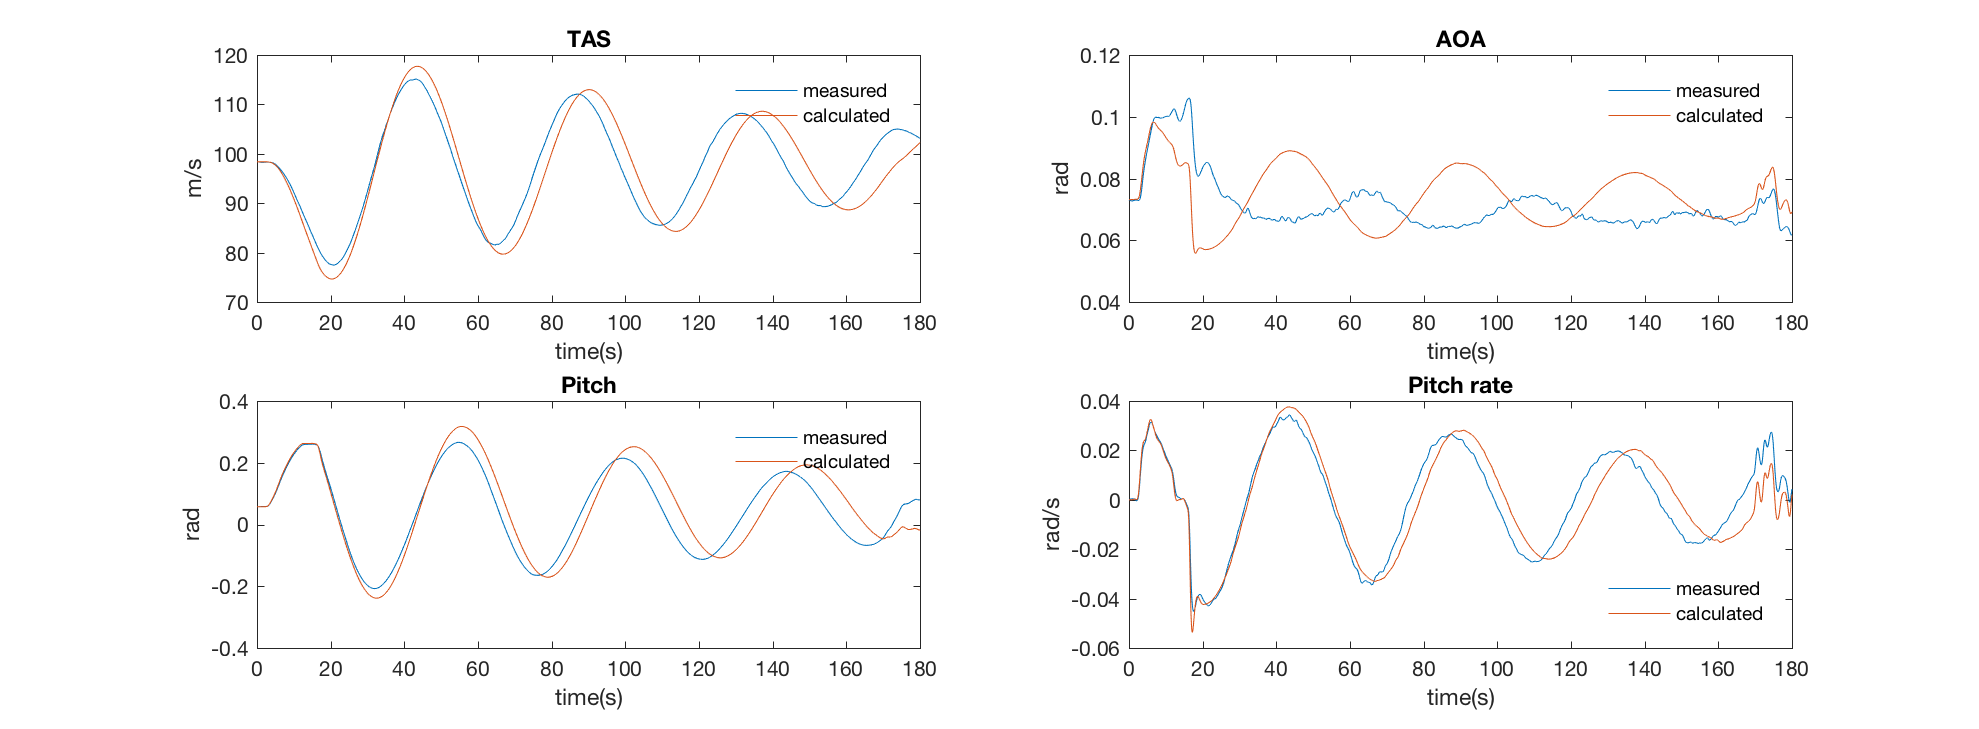 TAS
120
110
100
90
80
70
m/s
measured
calculated
0 20 40 60 80 100 120 140 160 180
time(s)
AOA
0.12
0.1
0.08
0.06
0.04
rad
measured
calculated
0 20 40 60 80 100 120 140 160 180
time(s)
Pitch
0.4
0.2
0
-0.2
-0.4
rad
measured
calculated
0 20 40 60 80 100 120 140 160 180
time(s)
Pitch rate
0.04
0.02
0
-0.02
-0.04
-0.06
rad/s
measured
calculated
0 20 40 60 80 100 120 140 160 180
time(s)